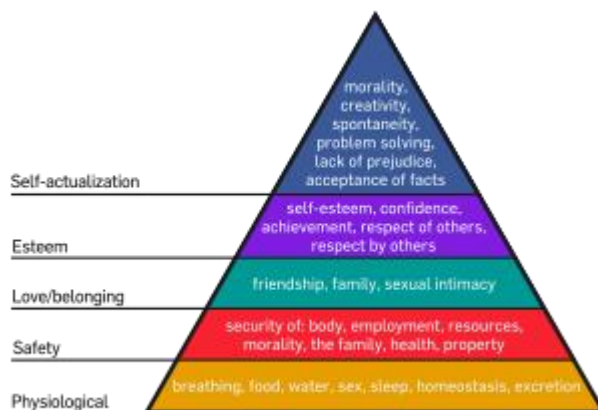 morality,
creativity,
spontaneity,
problem solving,
lack of prejudice,
acceptance of facts
Self-actualization
self-esteem, confidence,
achievement, respect of others,
respect by others
Esteem
friendship, family, sexual intimacy
Love/belonging
security of: body, employment, resources,
morality, the family, health, property
Safety
breathing, food, water, sex, sleep, homeostasis, excretion
Physiological